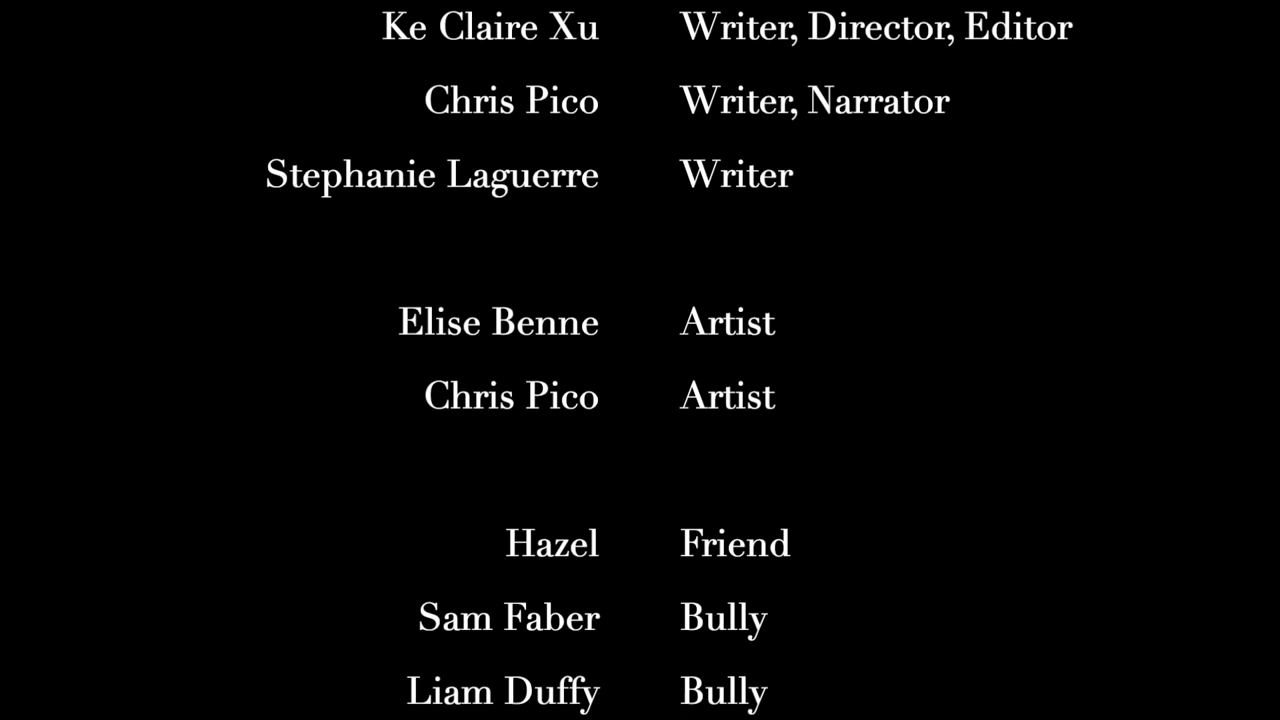 Ke Claire Xu Writer, Director, Editor
Chris Pico Writer, Narrator
Stephanie Laguerre Writer
Elise Benne Artist
Chris Pico Artist
Hazel Friend
Sam Faber Bully
Liam Duffy Bully